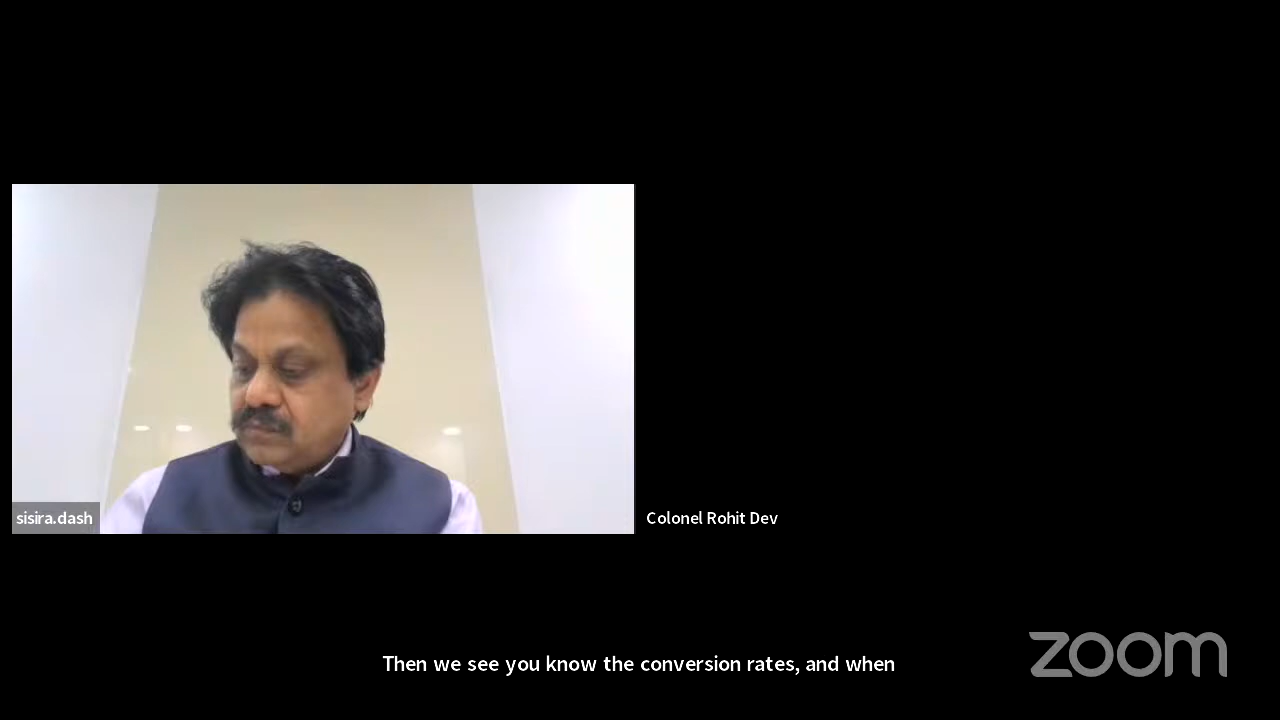 sisira.dash
Colonel Rohit Dev
Then we see you know the conversion rates, and when
zoom